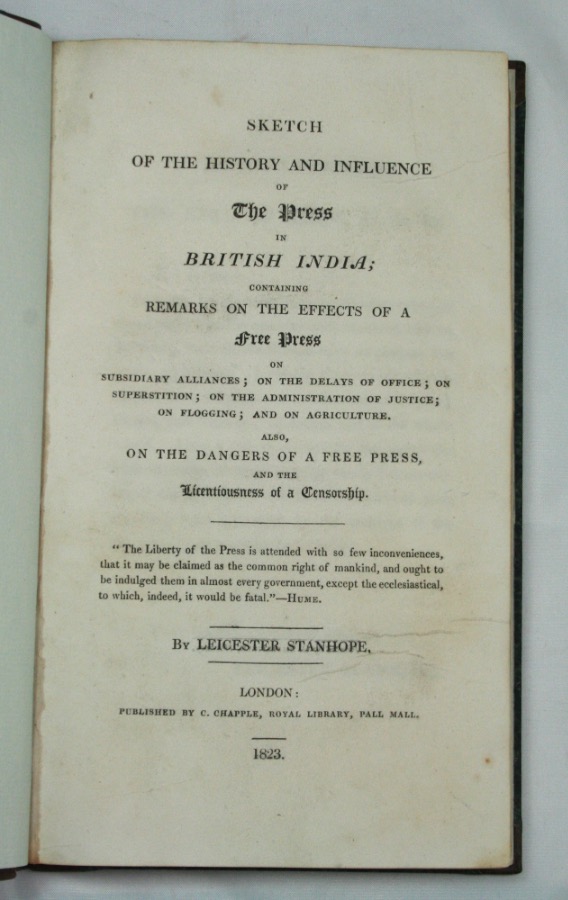 SKETCH
OF THE HISTORY AND INFLUENCE
OF
The Press
IN
BRITISH INDIA;
CONTAINING
REMARKS ON THE EFFECTS OF A
Free Press
ON
SUBSIDIARY ALLIANCES; ON THE DELAYS OF OFFICE; ON
SUPERSTITION; ON THE ADMINISTRATION OF JUSTICE;
ON FLOGGING; AND ON AGRICULTURE.
ALSO,
ON THE DANGERS OF A FREE PRESS,
AND THE
Licentiousness of a Censorship.
“The Liberty of the Press is attended with so few inconveniences,
that it may be claimed as the common right of mankind, and ought to
be indulged them in almost every government, except the ecclesiastical,
to which, indeed, it would be fatal.”—HUME.
BY LEICESTER STANHOPE,
LONDON:
PUBLISHED BY C. CHAPPLE, ROYAL LIBRARY, PALL MALL.
1823.